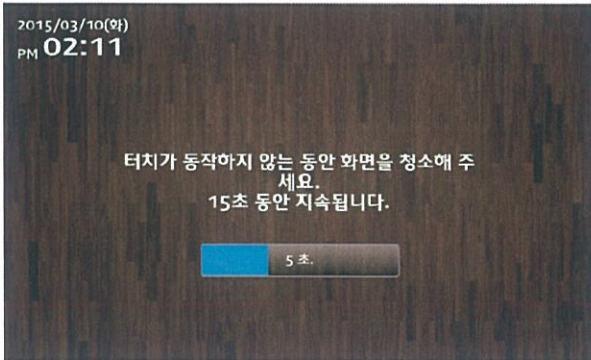 2015/03/10(화)
PM 02:11
터치가 동작하지 않는 동안 화면을 청소해 주
세요.
15초 동안 지속됩니다.
5 초.